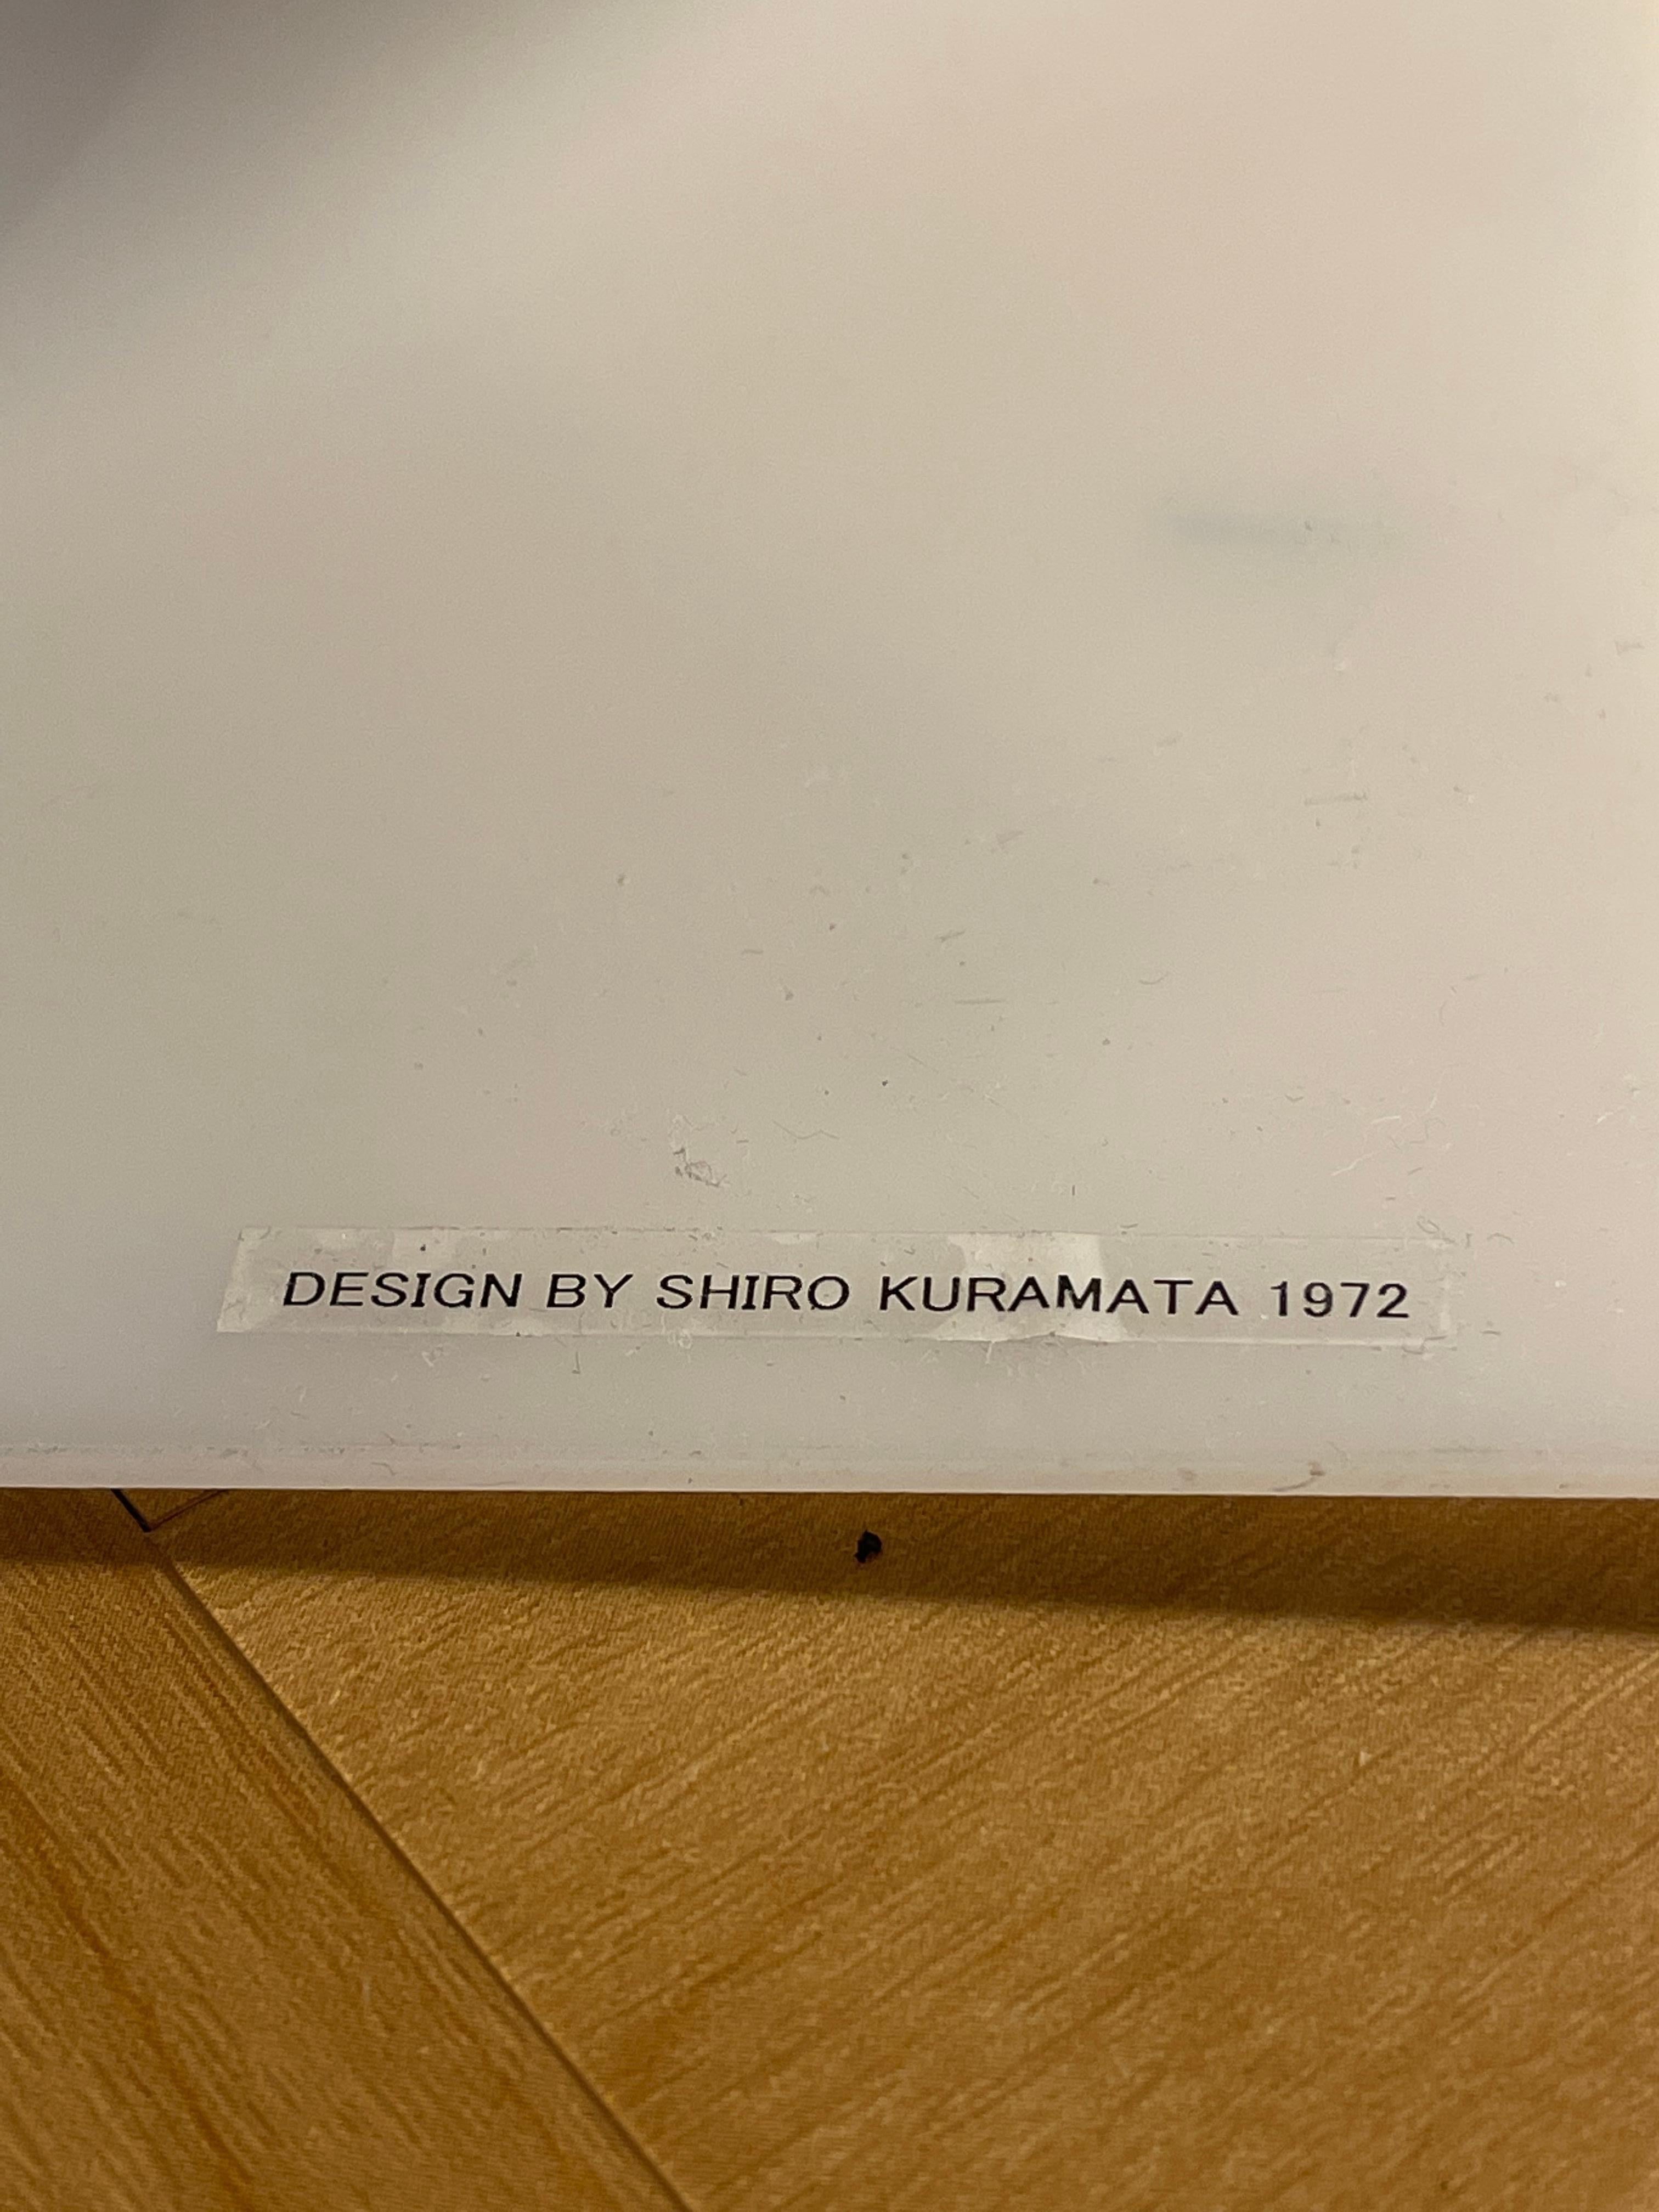 DESIGN BY SHIRO KURAMATA 1972